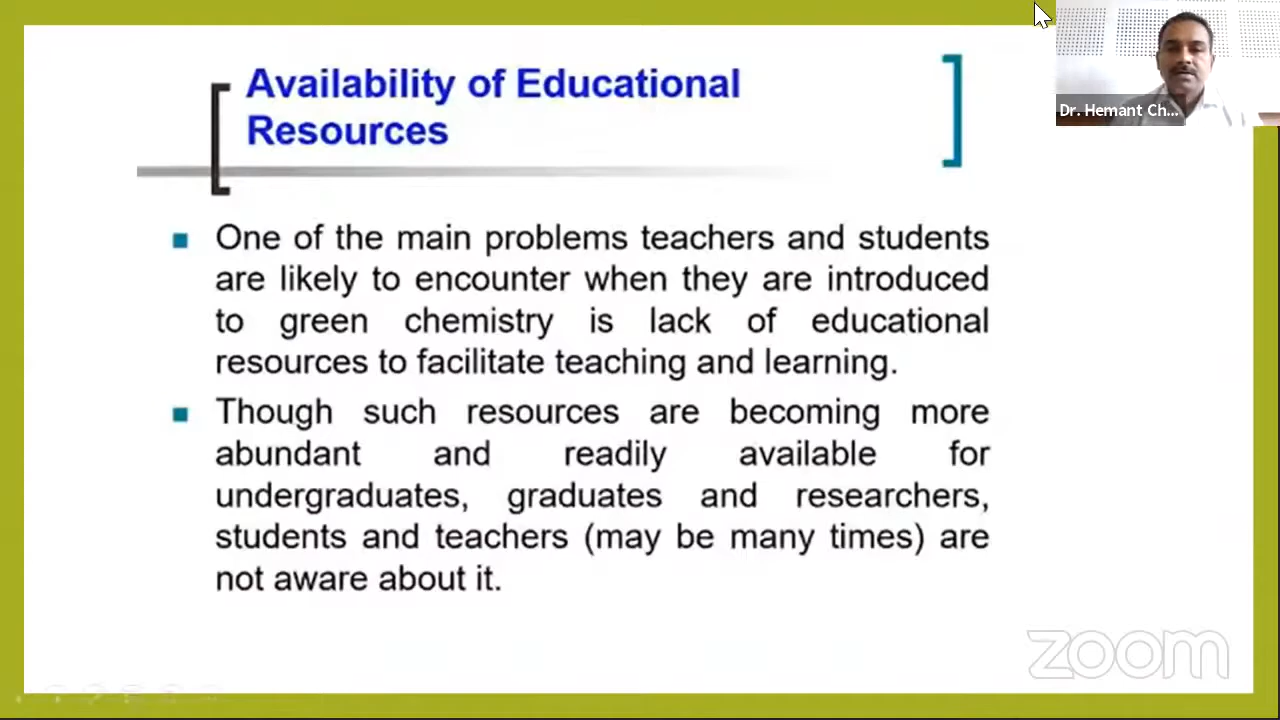 Availability of Educational
Resources
Dr. Hemant Ch...
One of the main problems teachers and students
are likely to encounter when they are introduced
to green chemistry is lack of educational
resources to facilitate teaching and learning.
Though such resources are becoming more
abundant and readily available for
undergraduates, graduates and researchers,
students and teachers (may be many times) are
not aware about it.
zoom